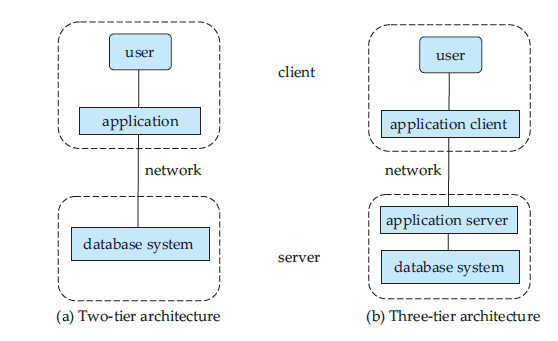 user
application
network
database system
(a) Two-tier architecture
client
server
user
application client
network
application server
database system
(b) Three-tier architecture